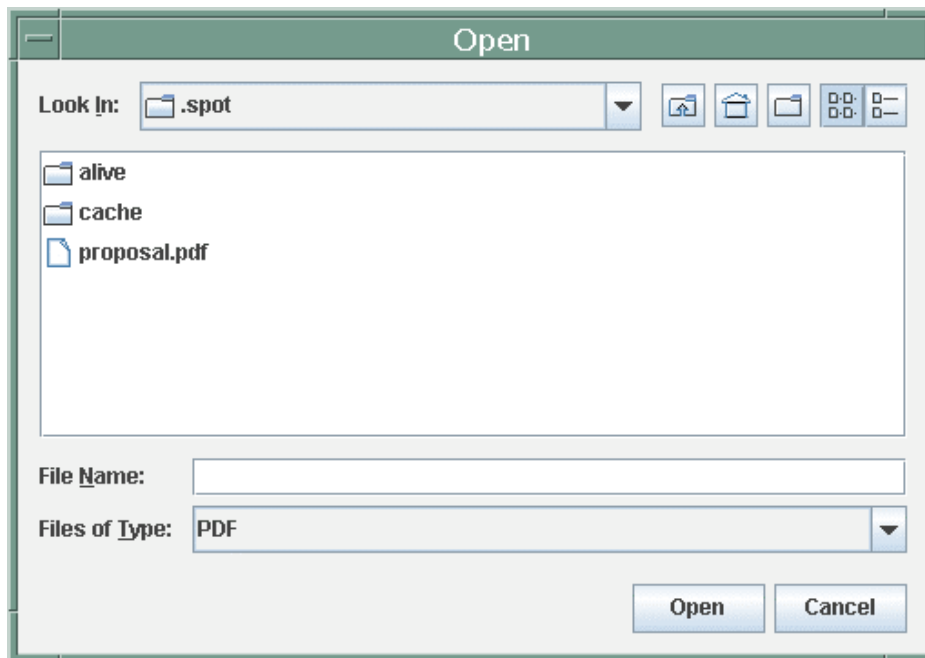 Open
Look In: .spot
alive
cache
proposal.pdf
File Name:
Files of Type: PDF
Open Cancel